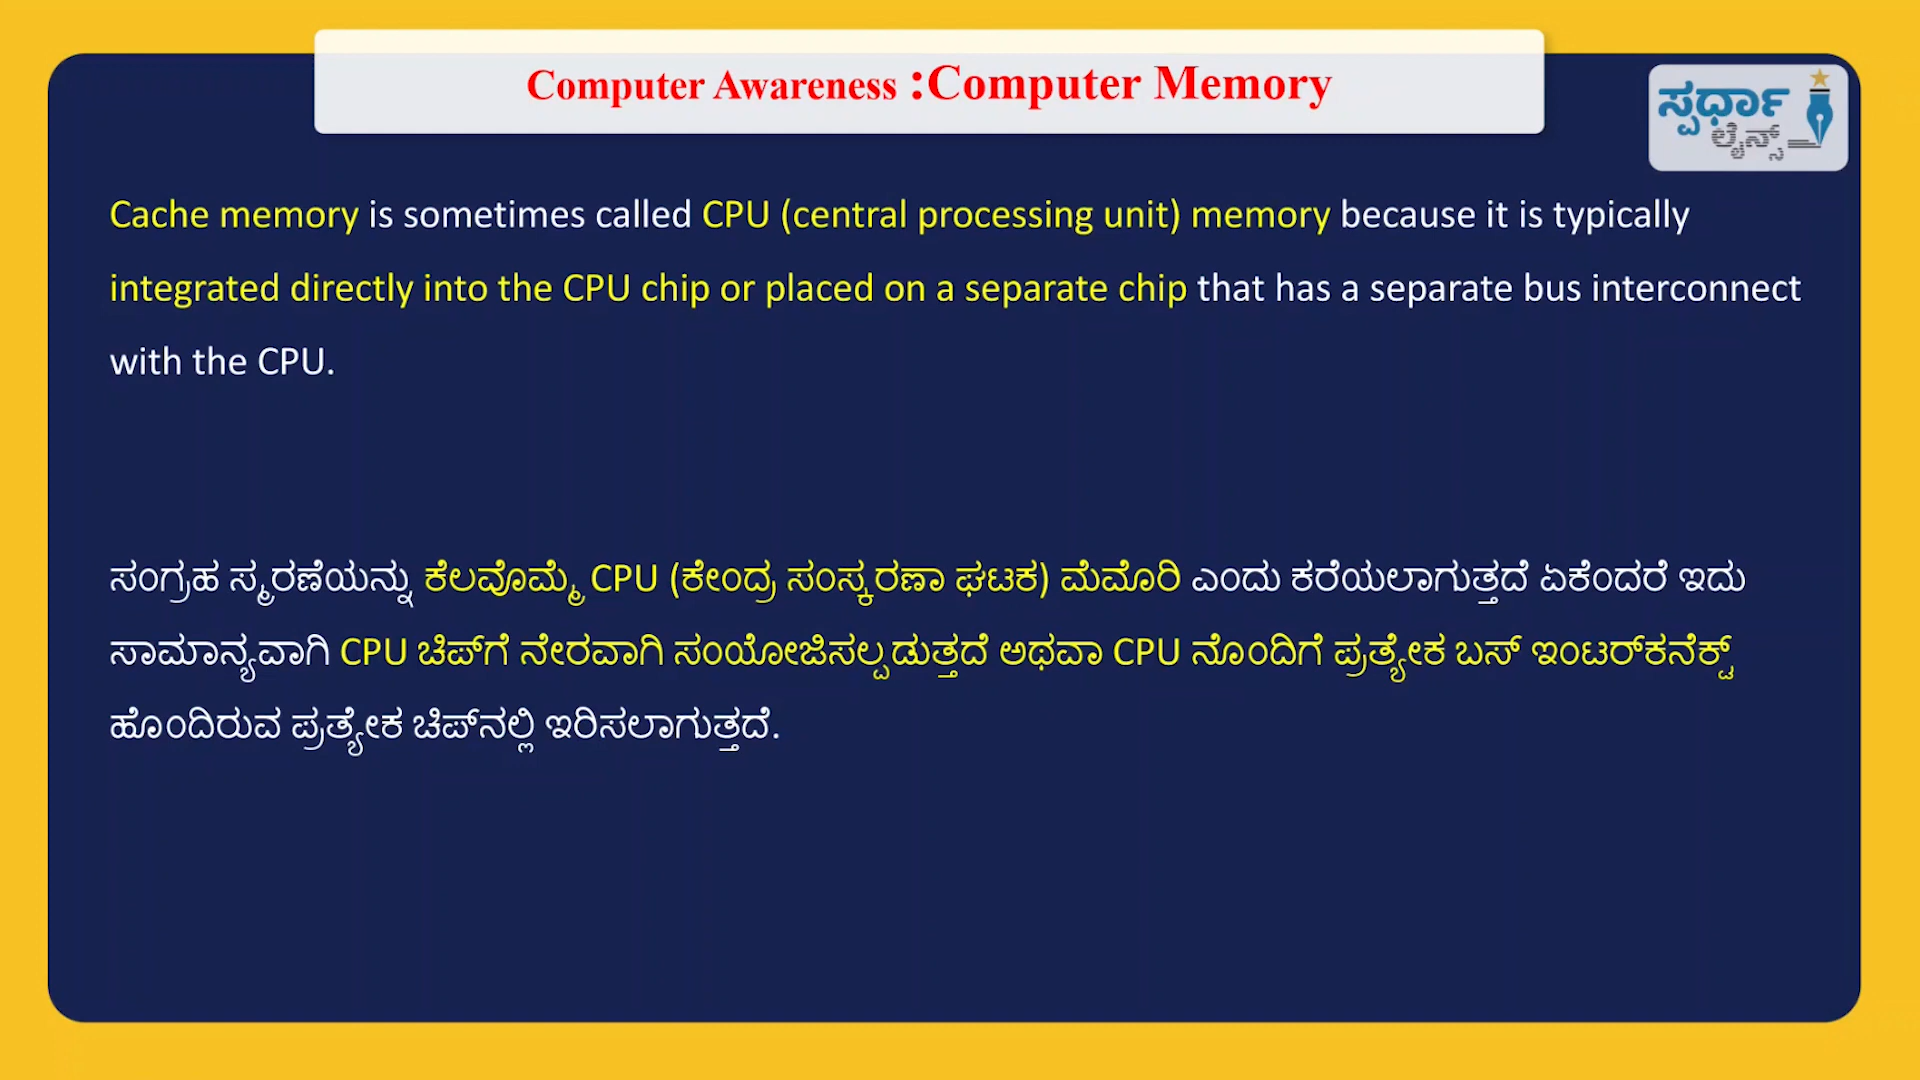 Computer Awareness :Computer Memory
ಸ್ಪರ್ಧಾ
ಲೈನ್ಸ್
Cache memory is sometimes called CPU (central processing unit) memory because it is typically
integrated directly into the CPU chip or placed on a separate chip that has a separate bus interconnect
with the CPU.
ಸಂಗ್ರಹ ಸ್ಮರಣೆಯನ್ನು ಕೆಲವೊಮ್ಮೆ CPU (ಕೇಂದ್ರ ಸಂಸ್ಕರಣಾ ಘಟಕ) ಮೆಮೊರಿ ಎಂದು ಕರೆಯಲಾಗುತ್ತದೆ ಏಕೆಂದರೆ ಇದು
ಸಾಮಾನ್ಯವಾಗಿ CPU ಚಿಪ್‌ಗೆ ನೇರವಾಗಿ ಸಂಯೋಜಿಸಲ್ಪಡುತ್ತದೆ ಅಥವಾ CPU ನೊಂದಿಗೆ ಪ್ರತ್ಯೇಕ ಬಸ್ ಇಂಟರ್‌ಕನೆಕ್ಟ್
ಹೊಂದಿರುವ ಪ್ರತ್ಯೇಕ ಚಿಪ್‌ನಲ್ಲಿ ಇರಿಸಲಾಗುತ್ತದೆ.